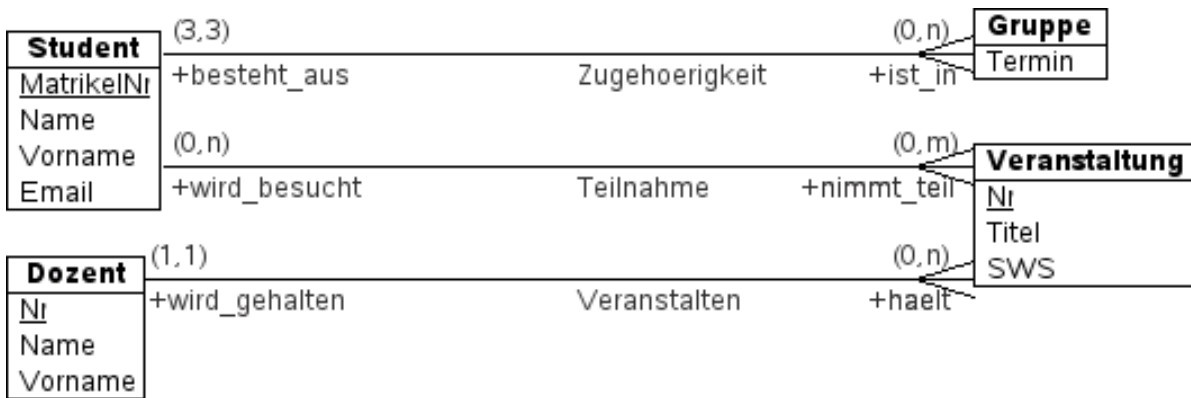 Student
MatrikelNr
Name
Vorname
Email
(3,3)
(0,n)
+besteht_aus
Zugehoerigkeit
+ist_in
Gruppe
Termin
(0,n)
(0,m)
+wird_besucht
Teilnahme
+nimmt_teil
Veranstaltung
Nr
Titel
SWS
Dozent
Nr
Name
Vorname
(1,1)
(0,n)
+wird_gehalten
Veranstalten
+haelt